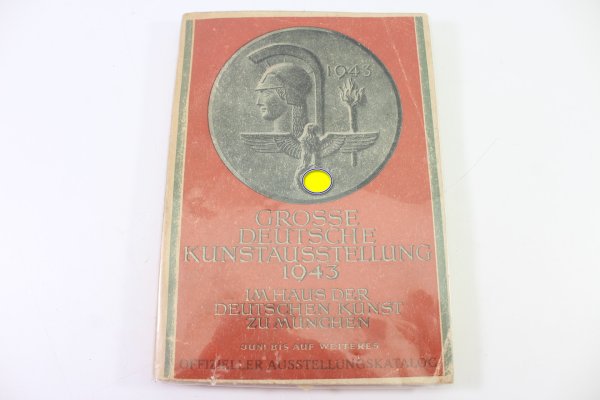 1943
GROSSE
DEUTSCHE
KUNSTAUSSTELLUNG
1943
IM HAUS DER
DEUTSCHEN KUNST
ZU MÜNCHEN
JUNI BIS AUF WEITERES
OFFIZIELLER AUSSTELLUNGSKATALOG